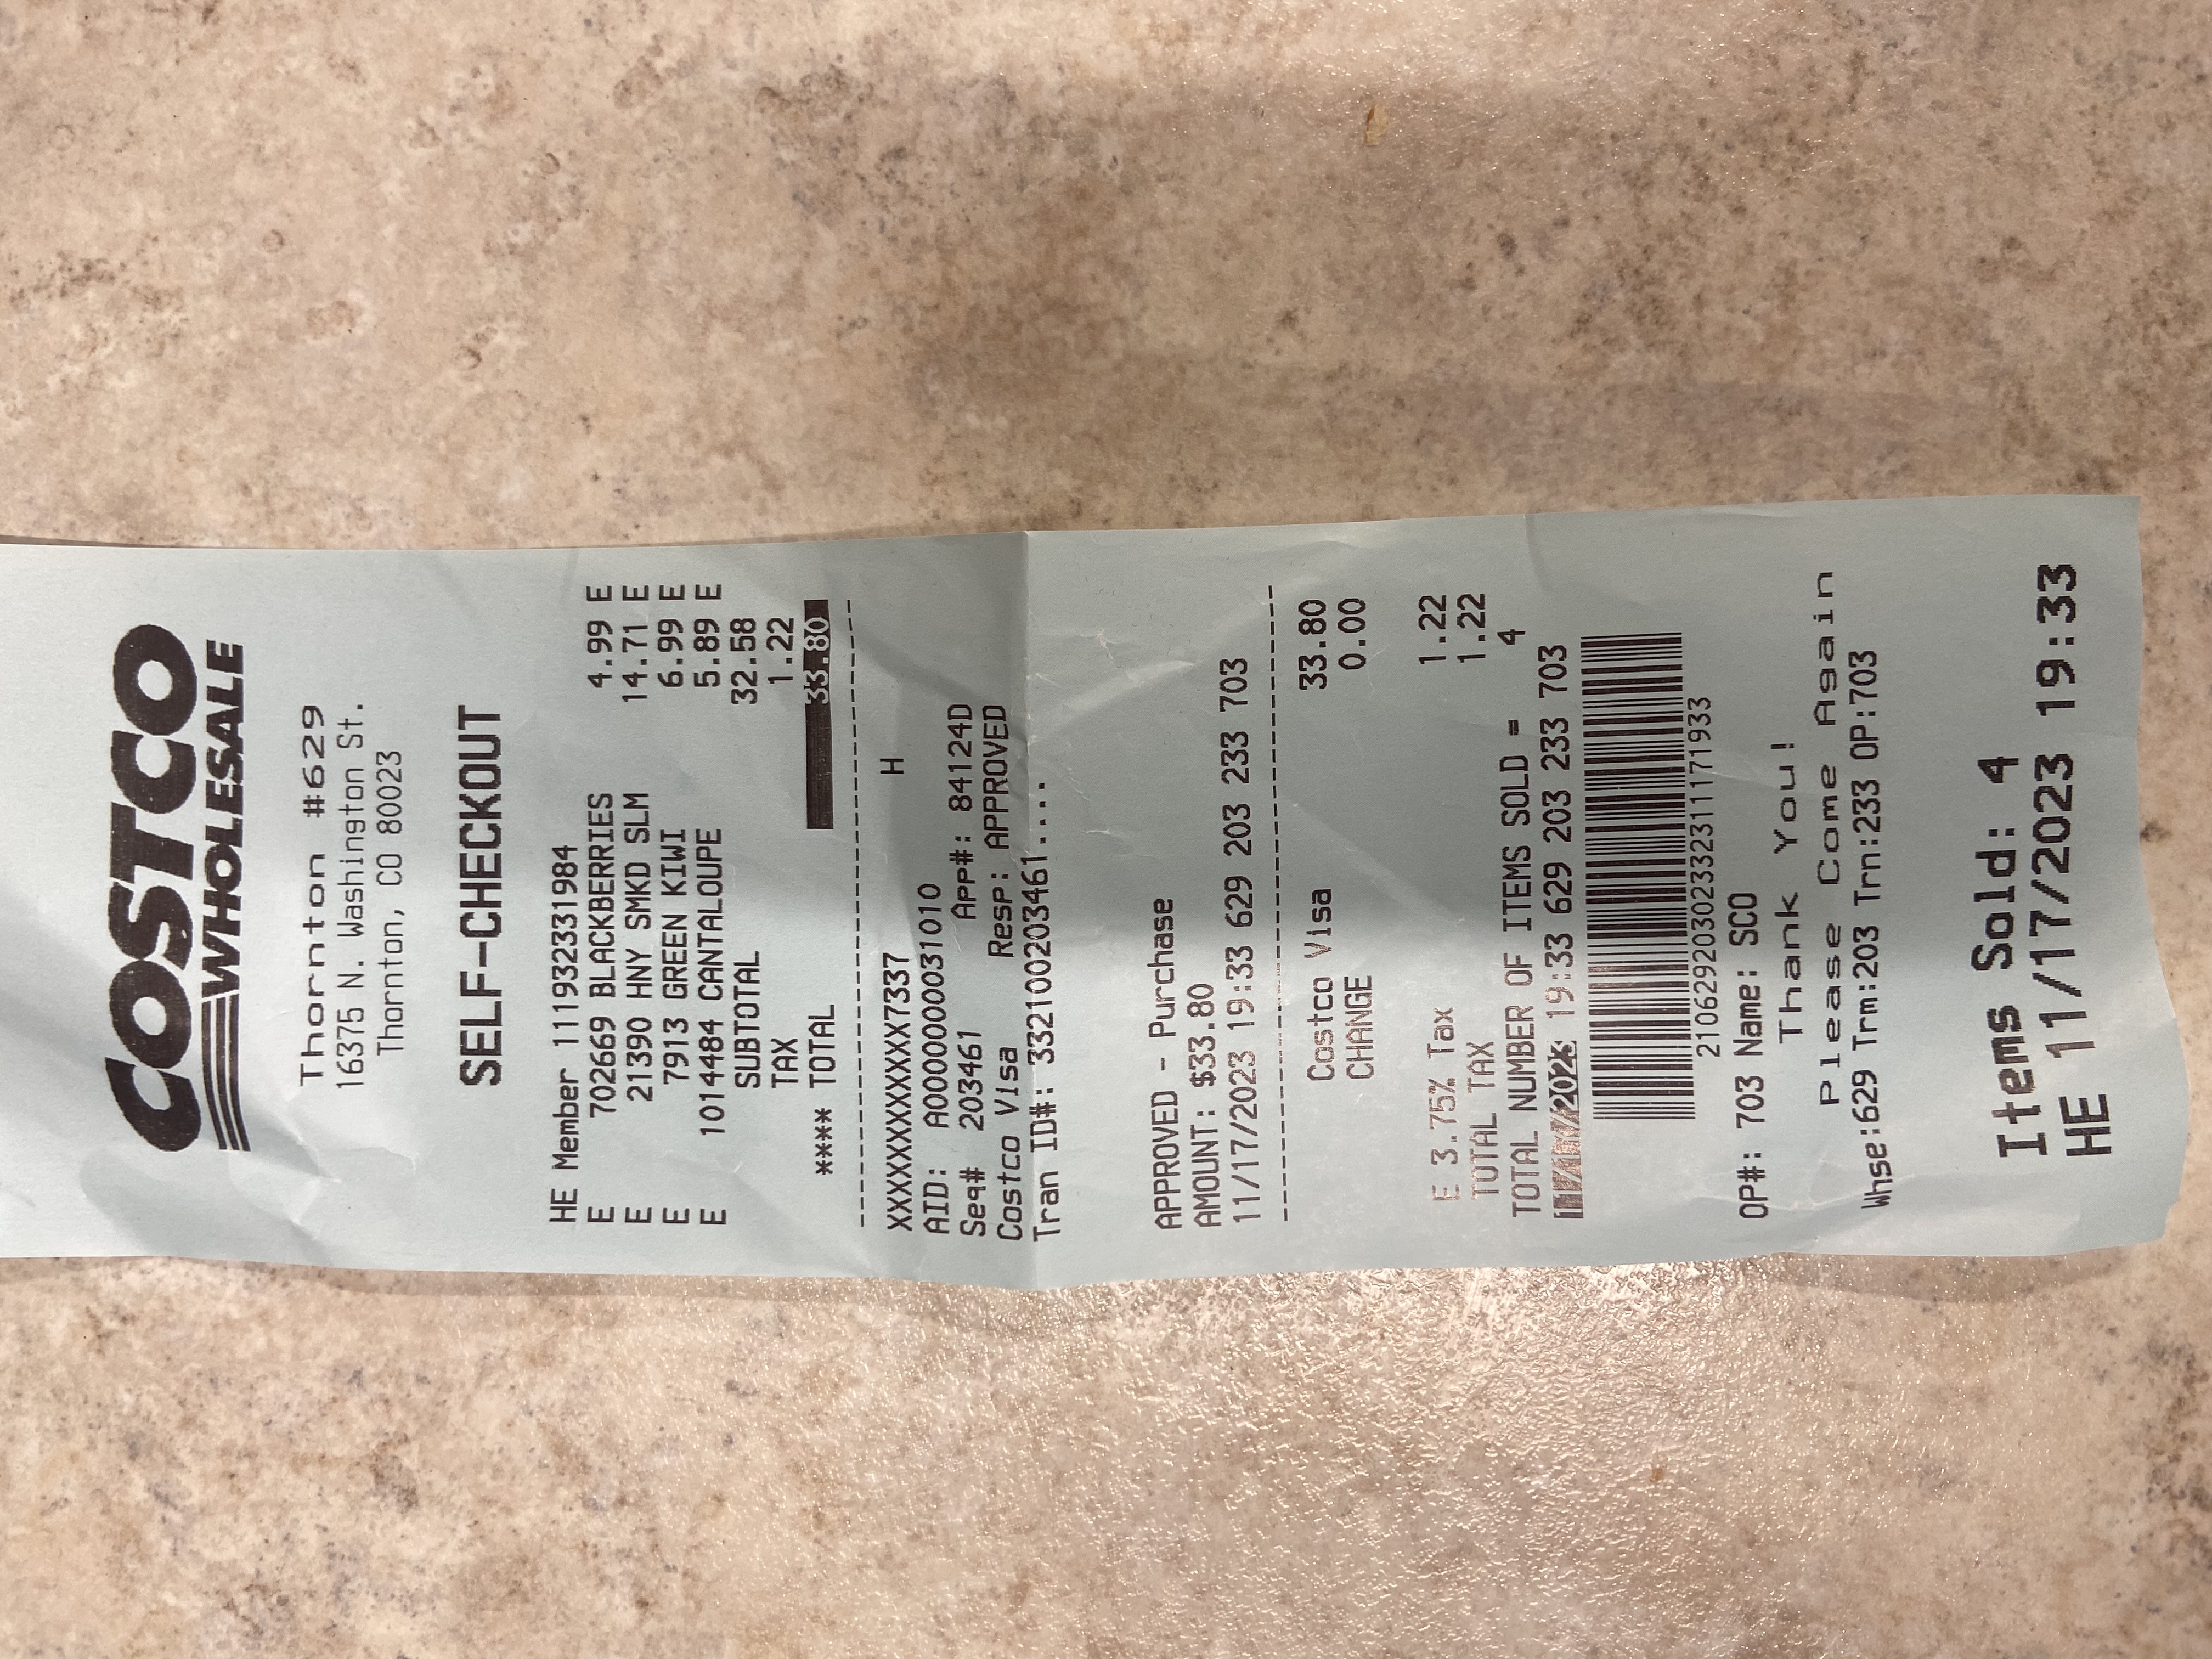 COSTCO
WHOLESALE
Thornton #629
16375 N. Washington St.
Thornton, CO 80023
SELF-CHECKOUT
HE Member 111932331984
E 702669 BLACKBERRIES 4.99 E
E 21390 HNY SMKD SLM 14.71 E
E 7913 GREEN KIWI 6.99 E
E 1014484 CANTALOUPE 5.89 E
SUBTOTAL 32.58
TAX 1.22
**** TOTAL 33.80
XXXXXXXXXXXX7337 H
AID: A0000000031010
Seq# 203461 App#: 84124D
Costco Visa Resp: APPROVED
Tran ID#: 332100203461....
APPROVED - Purchase
AMOUNT: $33.80
11/17/2023 19:33 629 203 233 703
Costco Visa 33.80
CHANGE 0.00
E 3.75% Tax 1.22
TOTAL TAX 1.22
TOTAL NUMBER OF ITEMS SOLD = 4
11/17/2023 19:33 629 203 233 703
21062920302332311171933
OP#: 703 Name: SCO
Thank You!
Please Come Again
Whse:629 Trm:203 Trn:233 OP:703
Items Sold: 4
HE 11/17/2023 19:33